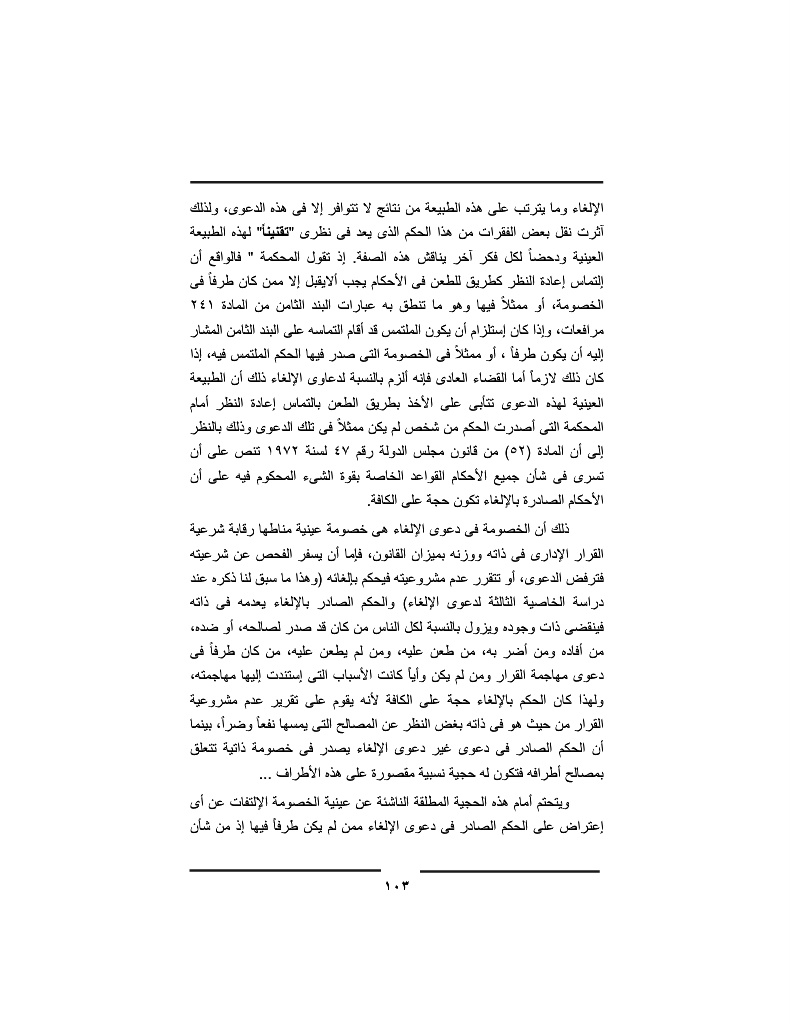 الإلغاء وما يترتب على هذه الطبيعة من نتائج لا تتوافر إلا فى هذه الدعوى، ولذلك
آثرت نقل بعض الفقرات من هذا الحكم الذى يعد فى نظرى "تقنيناً" لهذه الطبيعة
العينية ودحضاً لكل فكر آخر يناقش هذه الصفة. إذ تقول المحكمة " فالواقع أن
إلتماس إعادة النظر كطريق للطعن فى الأحكام يجب ألايقبل إلا ممن كان طرفاً فى
الخصومة، أو ممثلاً فيها وهو ما تنطق به عبارات البند الثامن من المادة ٢٤١
مرافعات، وإذا كان إستلزام أن يكون الملتمس قد أقام التماسه على البند الثامن المشار
إليه أن يكون طرفاً ، أو ممثلاً فى الخصومة التى صدر فيها الحكم الملتمس فيه، إذا
كان ذلك لازماً أما القضاء العادى فإنه ألزم بالنسبة لدعاوى الإلغاء ذلك أن الطبيعة
العينية لهذه الدعوى تتأبى على الأخذ بطريق الطعن بالتماس إعادة النظر أمام
المحكمة التى أصدرت الحكم من شخص لم يكن ممثلاً فى تلك الدعوى وذلك بالنظر
إلى أن المادة (٥٢) من قانون مجلس الدولة رقم ٤٧ لسنة ١٩٧٢ تنص على أن
تسرى فى شأن جميع الأحكام القواعد الخاصة بقوة الشىء المحكوم فيه على أن
الأحكام الصادرة بالإلغاء تكون حجة على الكافة.
ذلك أن الخصومة فى دعوى الإلغاء هى خصومة عينية مناطها رقابة شرعية
القرار الإدارى فى ذاته ووزنه بميزان القانون، فإما أن يسفر الفحص عن شرعيته
فترفض الدعوى، أو تتقرر عدم مشروعيته فيحكم بإلغائه (وهذا ما سبق لنا ذكره عند
دراسة الخاصية الثالثة لدعوى الإلغاء) والحكم الصادر بالإلغاء يعدمه فى ذاته
فينقضى ذات وجوده ويزول بالنسبة لكل الناس من كان قد صدر لصالحه، أو ضده،
من أفاده ومن أضر به، من طعن عليه، ومن لم يطعن عليه، من كان طرفاً فى
دعوى مهاجمة القرار ومن لم يكن وأياً كانت الأسباب التى إستندت إليها مهاجمته،
ولهذا كان الحكم بالإلغاء حجة على الكافة لأنه يقوم على تقرير عدم مشروعية
القرار من حيث هو فى ذاته بغض النظر عن المصالح التى يمسها نفعاً وضراً، بينما
أن الحكم الصادر فى دعوى غير دعوى الإلغاء يصدر فى خصومة ذاتية تتعلق
بمصالح أطرافه فتكون له حجية نسبية مقصورة على هذه الأطراف ...
ويتحتم أمام هذه الحجية المطلقة الناشئة عن عينية الخصومة الإلتفات عن أى
إعتراض على الحكم الصادر فى دعوى الإلغاء ممن لم يكن طرفاً فيها إذ من شأن
١٠٣